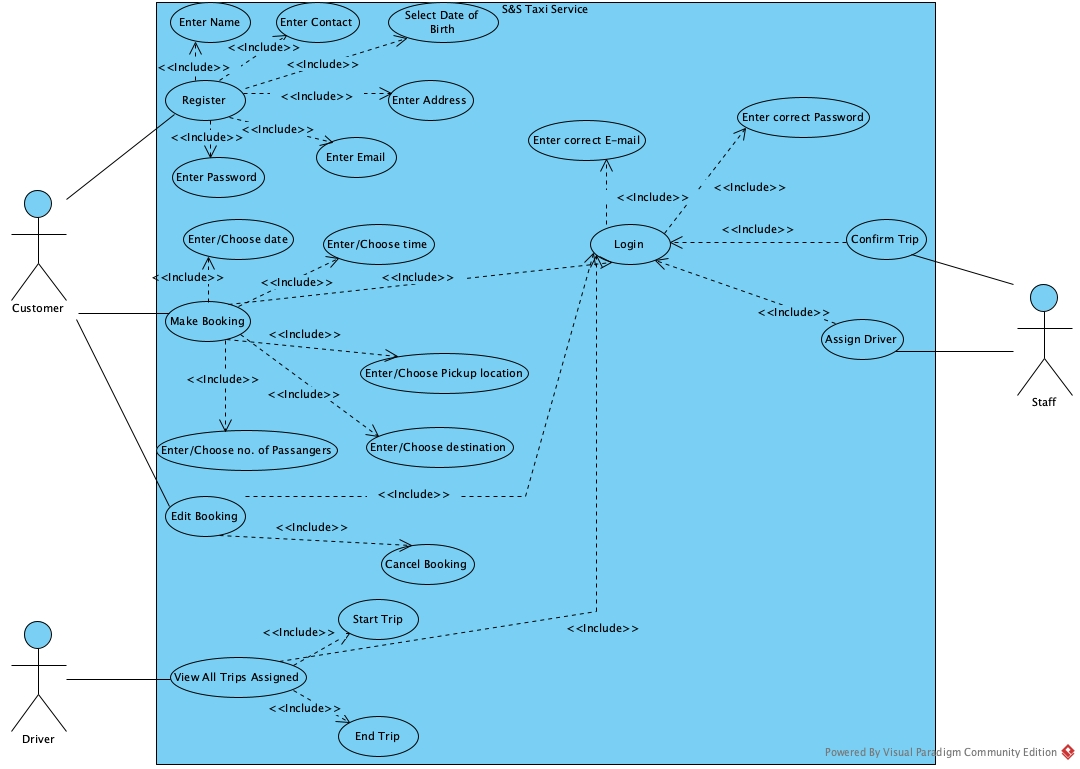 S&S Taxi Service
Enter Name
Enter Contact
Select Date of
Birth
<<Include>>
<<Include>>
<<Include>>
Register
<<Include>>
Enter Address
<<Include>>
<<Include>>
Enter Password
Enter Email
Enter correct E-mail
Enter correct Password
<<Include>>
<<Include>>
Login
<<Include>>
Confirm Trip
Enter/Choose date
Enter/Choose time
<<Include>>
<<Include>>
<<Include>>
Customer
Make Booking
<<Include>>
<<Include>>
Assign Driver
Enter/Choose Pickup location
<<Include>>
<<Include>>
Staff
Enter/Choose no. of Passangers
Enter/Choose destination
<<Include>>
Edit Booking
<<Include>>
Cancel Booking
Start Trip
<<Include>>
<<Include>>
View All Trips Assigned
<<Include>>
End Trip
Driver
Powered By Visual Paradigm Community Edition